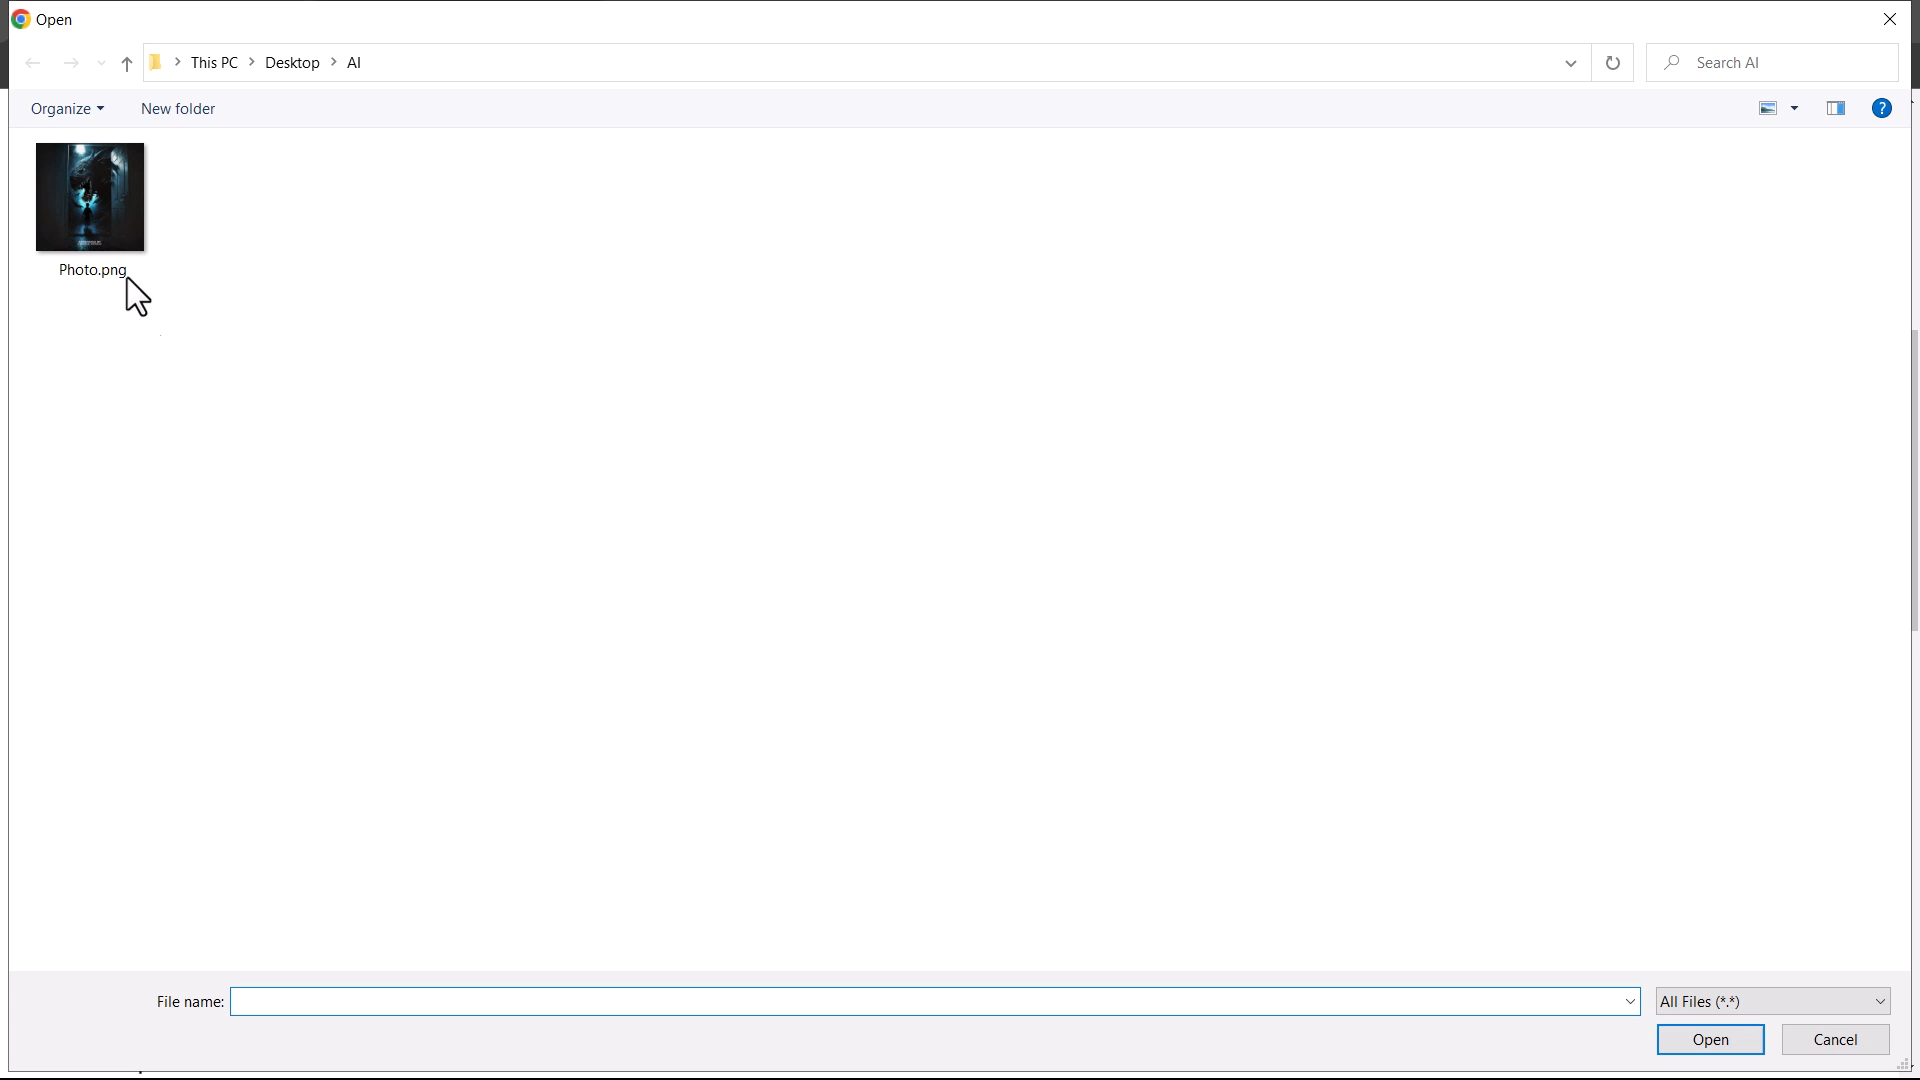 Open
This PC > Desktop > AI
Search AI
Organize
New folder
?
Photo.png
File name:
All Files (*.*)
Open
Cancel